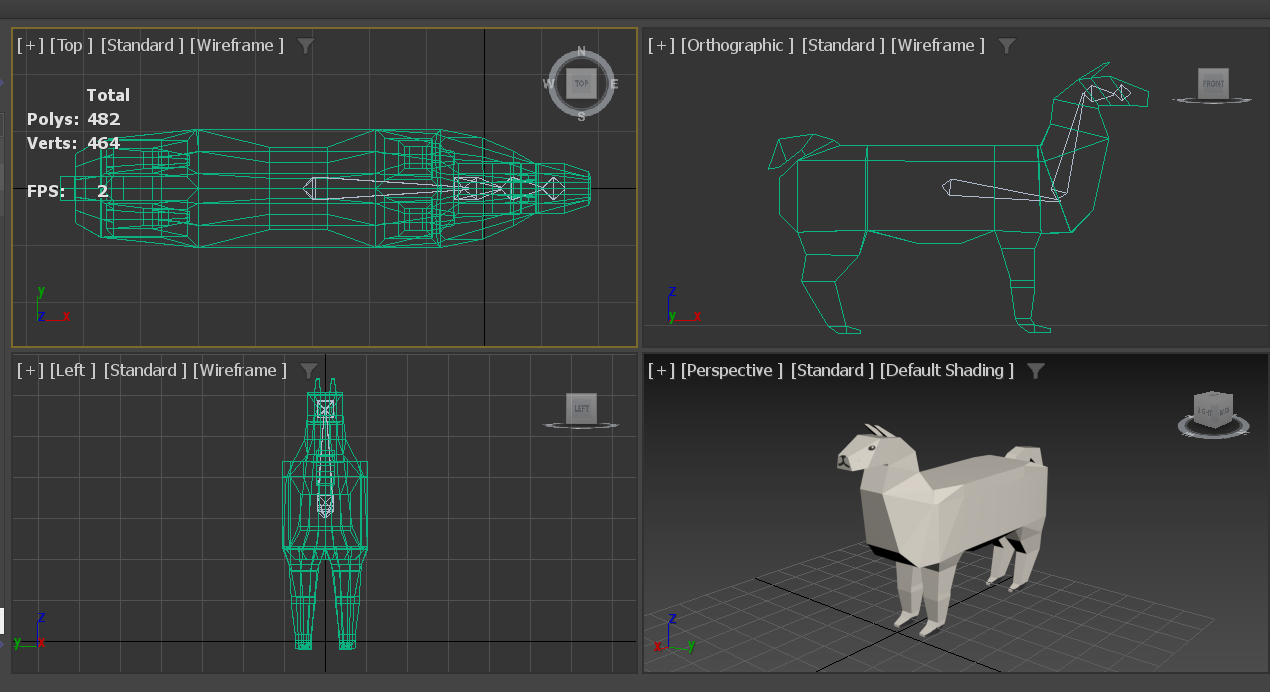 [ + ] [Top ] [Standard ] [Wireframe ]
Total
Polys: 482
Verts: 464
FPS: 2
N
W
TOP
E
S
y
z
x
[ + ] [Orthographic ] [Standard ] [Wireframe ]
FRONT
z
y
x
[ + ] [Left ] [Standard ] [Wireframe ]
LEFT
z
y
x
[ + ] [Perspective ] [Standard ] [Default Shading ]
z
x
y